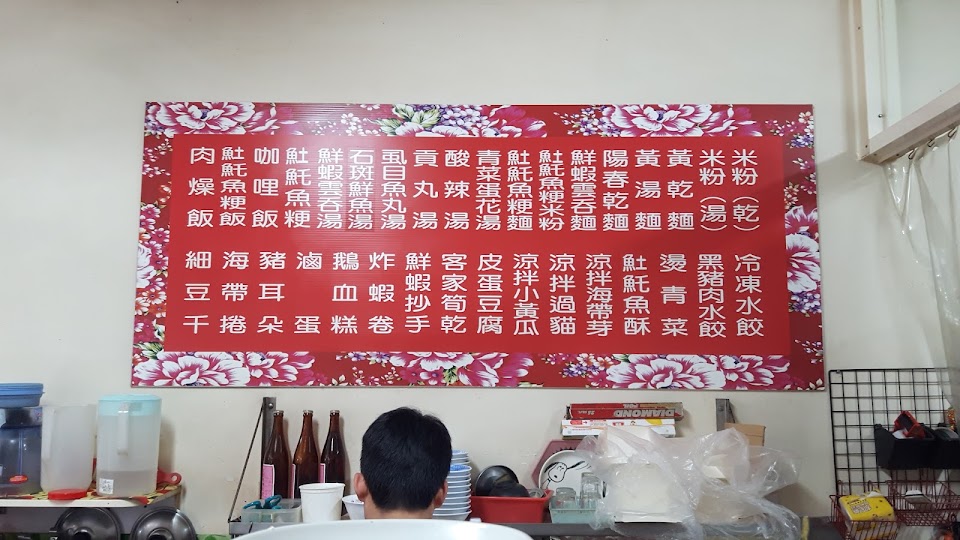 米粉（乾）
米粉（湯）
黃乾麵
黃湯麵
陽春乾麵
鮮蝦雲吞麵
𩵚魠魚粳米粉
𩵚魠魚粳麵
青菜蛋花湯
酸辣湯
貢丸湯
虱目魚丸湯
石斑鮮魚湯
鮮蝦雲吞湯
𩵚魠魚粳
咖哩飯
𩵚魠魚粳飯
肉燥飯
冷凍水餃
黑豬肉水餃
燙青菜
𩵚魠魚酥
涼拌海帶芽
涼拌過貓
涼拌小黃瓜
皮蛋豆腐
客家筍乾
鮮蝦抄手
炸蝦卷
鵝血糕
滷蛋
豬耳朵
海帶捲
細豆干
DIAMOND